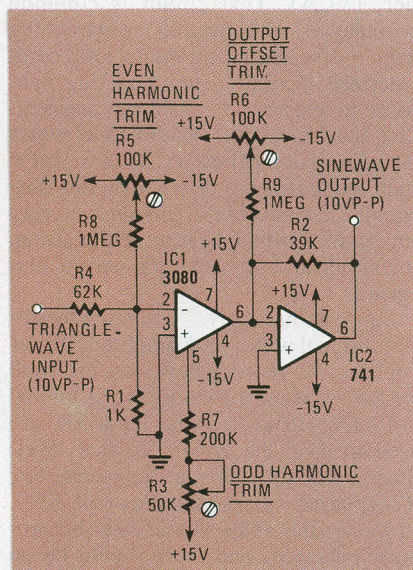 OUTPUT
OFFSET
TRIM
EVEN
HARMONIC
TRIM
R6
100K
+15V
-15V
R5
100K
+15V
-15V
SINEWAVE
OUTPUT
(10VP-P)
R9
1MEG
R8
1MEG
R2
39K
IC1
3080
+15V
R4
62K
+15V
2
-
7
3
+
6
5
4
-15V
2
-
7
3
+
6
4
-15V
IC2
741
TRIANGLE-
WAVE
INPUT
(10VP-P)
R1
1K
R7
200K
R3
50K
ODD HARMONIC
TRIM
+15V